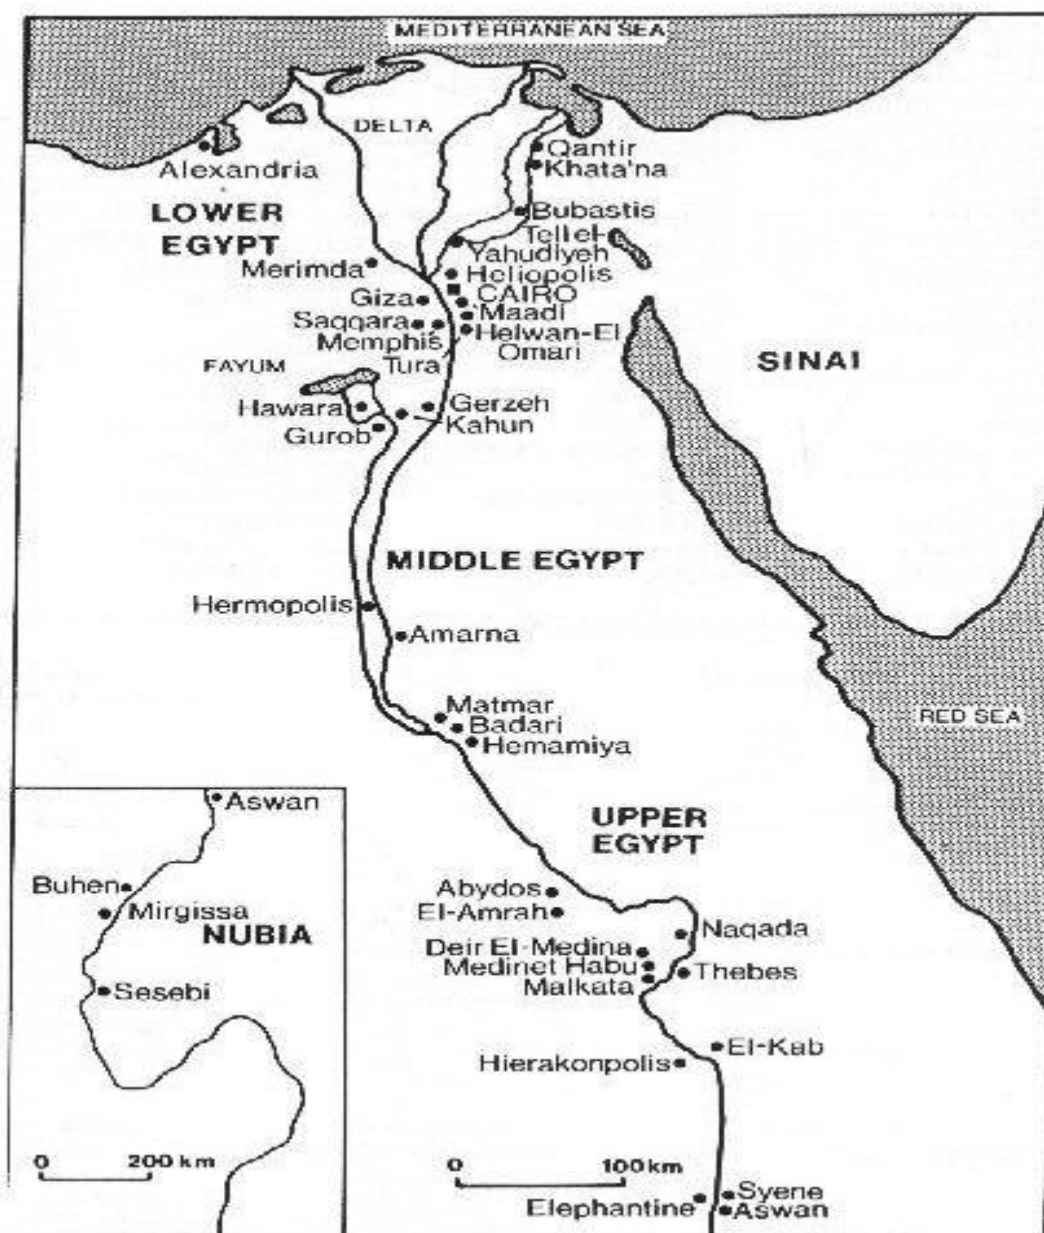 MEDITERRANEAN SEA
DELTA
Qantir
Khata'na
Alexandria
LOWER
EGYPT
Bubastis
Tell el-
Yahudiyeh
Merimda
Heliopolis
CAIRO
Giza
Maadi
Saqqara
Helwan-El
Omari
Memphis
Tura
SINAI
FAYUM
Hawara
Gerzeh
Kahun
Gurob
MIDDLE EGYPT
Hermopolis
Amarna
Matmar
Badari
Hemamiya
RED SEA
UPPER
EGYPT
Abydos
El-Amrah
Naqada
Deir El-Medina
Medinet Habu
Thebes
Malkata
El-Kab
Hierakonpolis
0 100km
Syene
Elephantine
Aswan
Aswan
Buhen
Mirgissa
NUBIA
Sesebi
0 200km